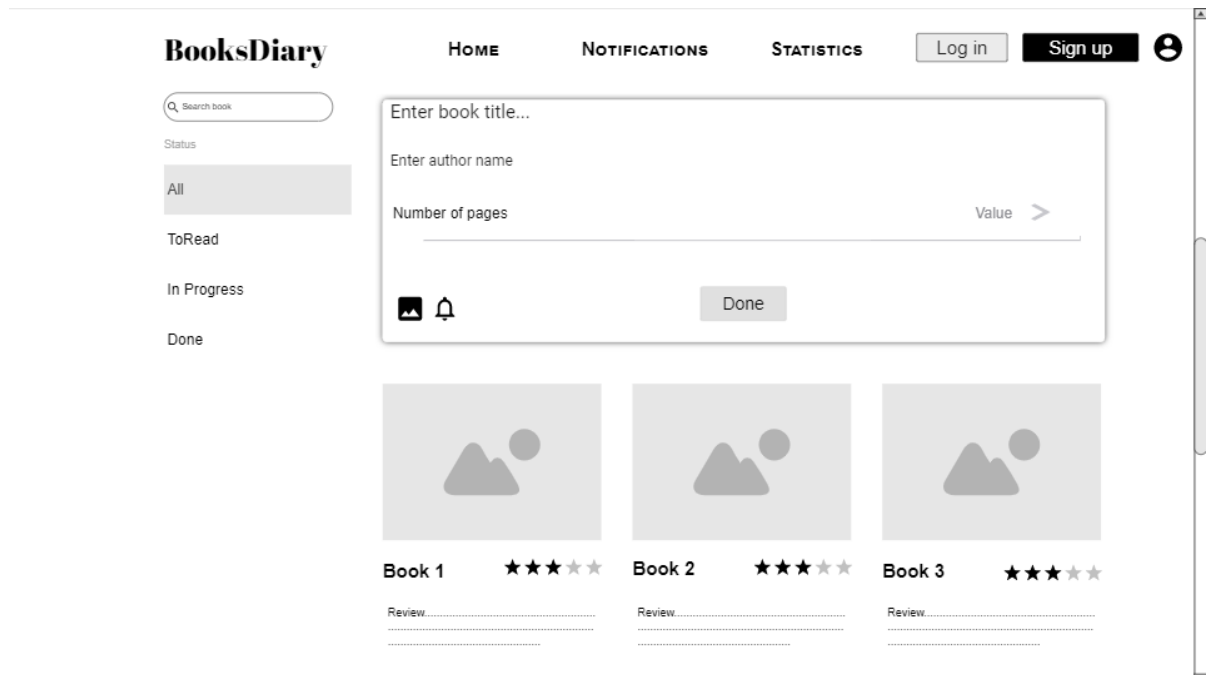 BooksDiary
Home Notifications Statistics Log in Sign up
Search book
Status
All
ToRead
In Progress
Done
Enter book title...
Enter author name
Number of pages Value
Done
Book 1 Book 2 Book 3
Review Review Review